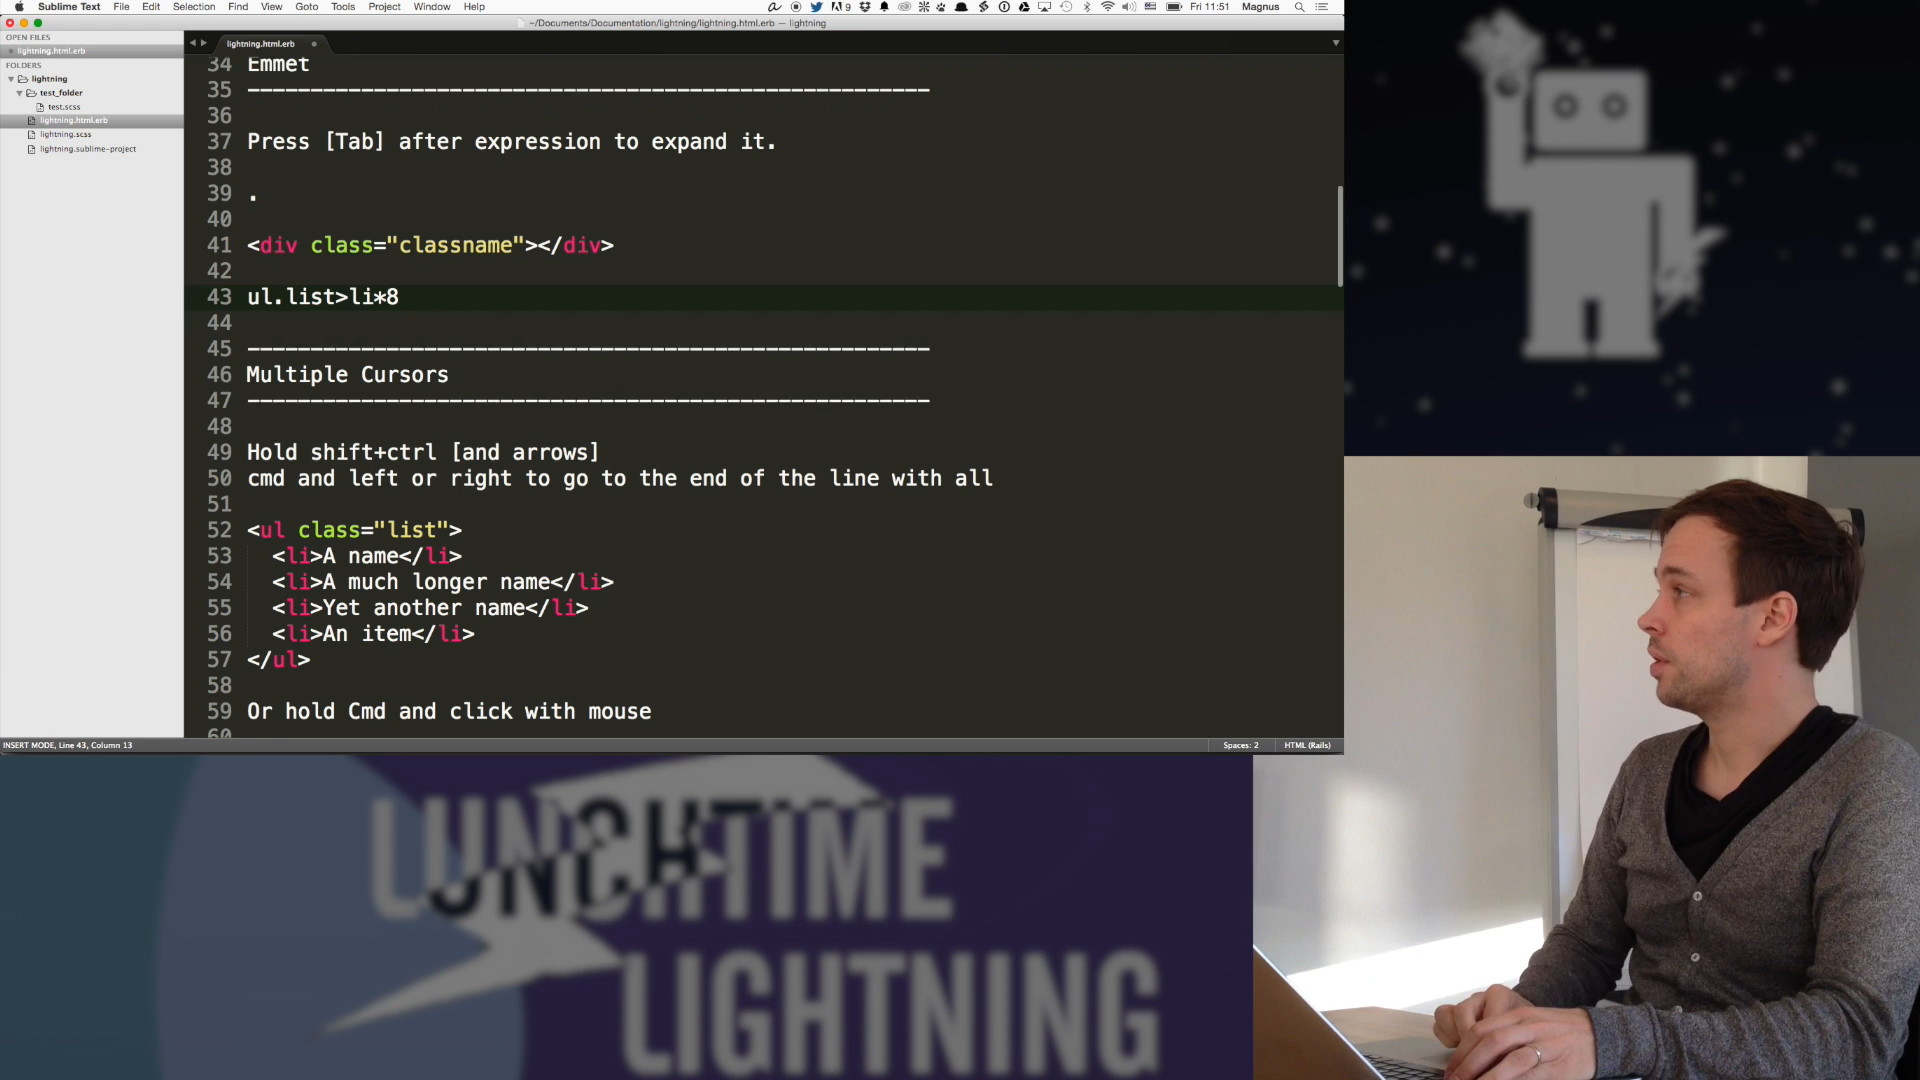 Sublime Text File Edit Selection Find View Goto Tools Project Window Help 9 Fri 11:51 Magnus
~/Documents/Documentation/lightning/lightning.html.erb — lightning
OPEN FILES
lightning.html.erb
FOLDERS
lightning
test_folder
test.scss
lightning.html.erb
lightning.scss
lightning.sublime-project
lightning.html.erb
34 Emmet
35 ------------------------------------------------------
36
37 Press [Tab] after expression to expand it.
38
39 .
40
41 <div class="classname"></div>
42
43 ul.list>li*8
44
45 ------------------------------------------------------
46 Multiple Cursors
47 ------------------------------------------------------
48
49 Hold shift+ctrl [and arrows]
50 cmd and left or right to go to the end of the line with all
51
52 <ul class="list">
53 <li>A name</li>
54 <li>A much longer name</li>
55 <li>Yet another name</li>
56 <li>An item</li>
57 </ul>
58
59 Or hold Cmd and click with mouse
60
INSERT MODE, Line 43, Column 13 Spaces: 2 HTML (Rails)
LUNCHTIME
LIGHTNING